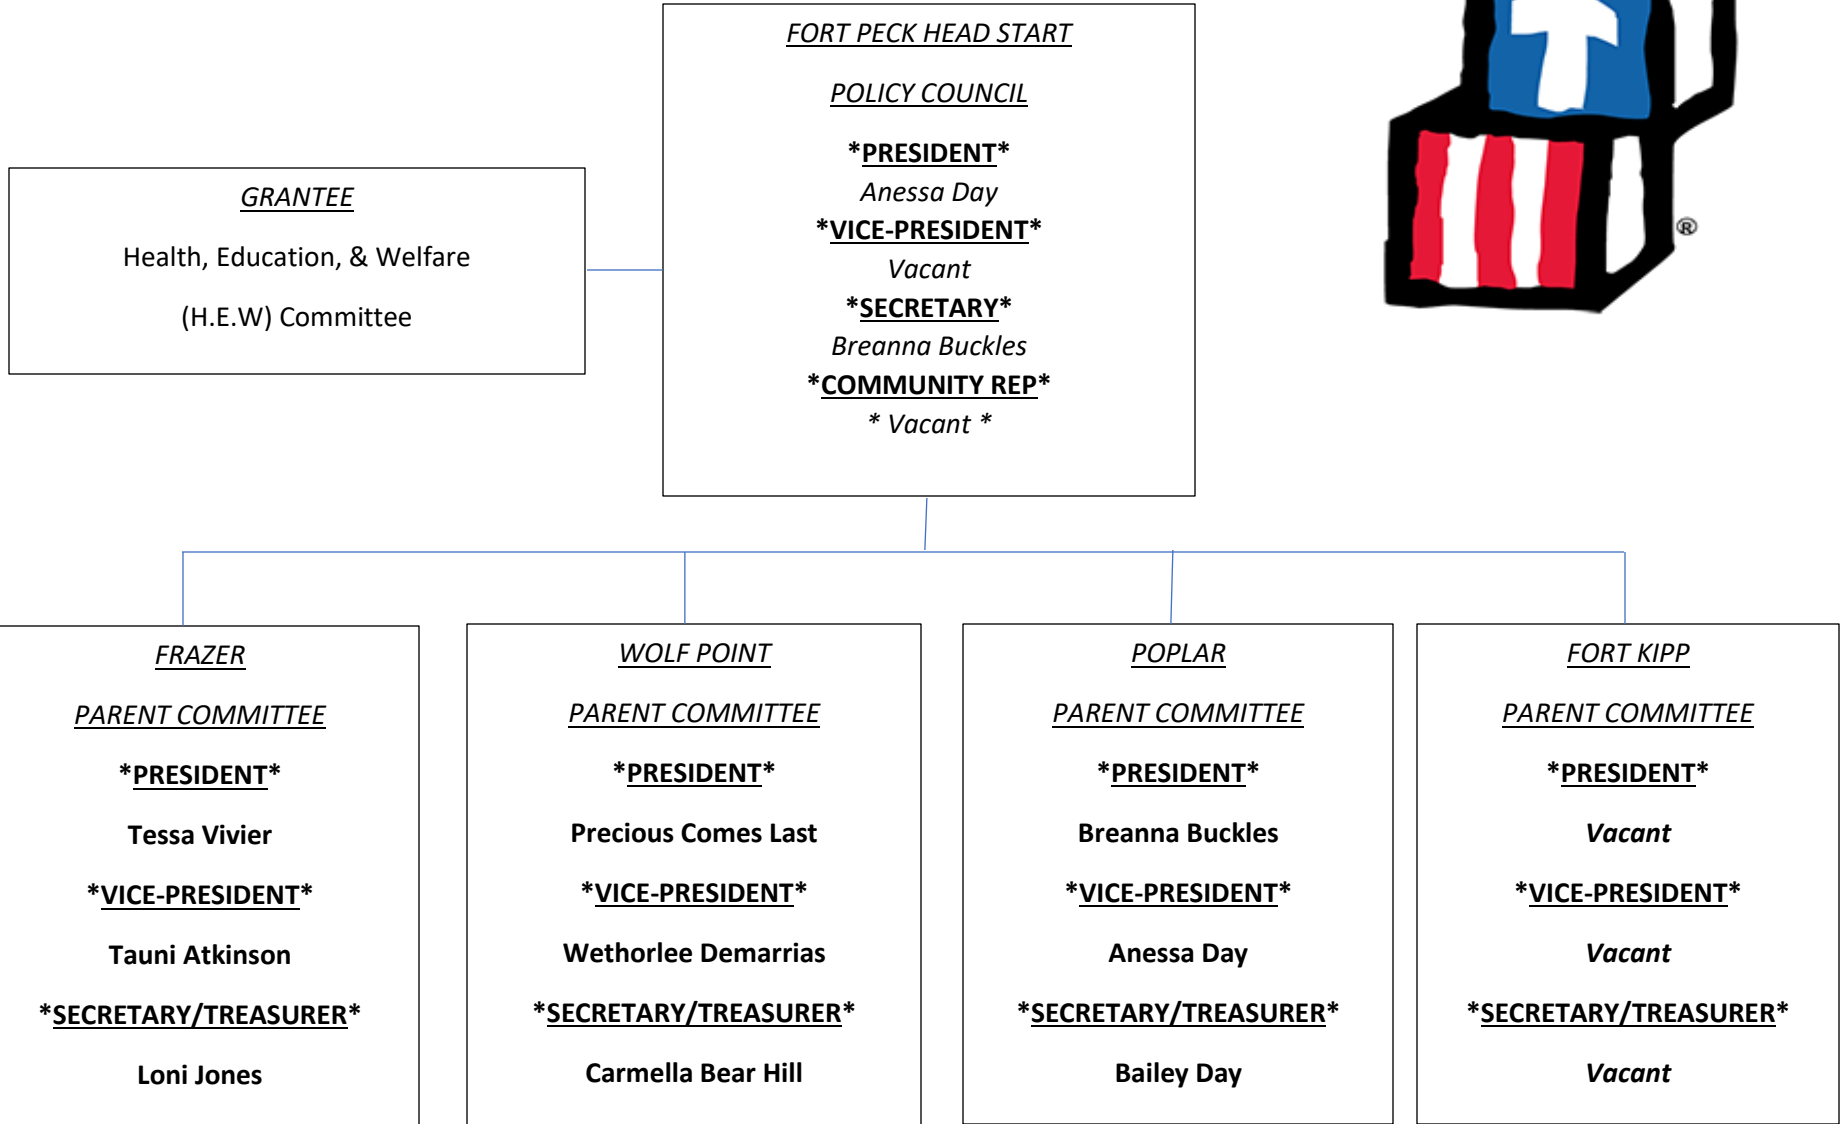 FORT PECK HEAD START
POLICY COUNCIL
*PRESIDENT*
Anessa Day
*VICE-PRESIDENT*
Vacant
*SECRETARY*
Breanna Buckles
*COMMUNITY REP*
* Vacant *
GRANTEE
Health, Education, & Welfare
(H.E.W) Committee
®
FRAZER
PARENT COMMITTEE
*PRESIDENT*
Tessa Vivier
*VICE-PRESIDENT*
Tauni Atkinson
*SECRETARY/TREASURER*
Loni Jones
WOLF POINT
PARENT COMMITTEE
*PRESIDENT*
Precious Comes Last
*VICE-PRESIDENT*
Wethorlee Demarrias
*SECRETARY/TREASURER*
Carmella Bear Hill
POPLAR
PARENT COMMITTEE
*PRESIDENT*
Breanna Buckles
*VICE-PRESIDENT*
Anessa Day
*SECRETARY/TREASURER*
Bailey Day
FORT KIPP
PARENT COMMITTEE
*PRESIDENT*
Vacant
*VICE-PRESIDENT*
Vacant
*SECRETARY/TREASURER*
Vacant